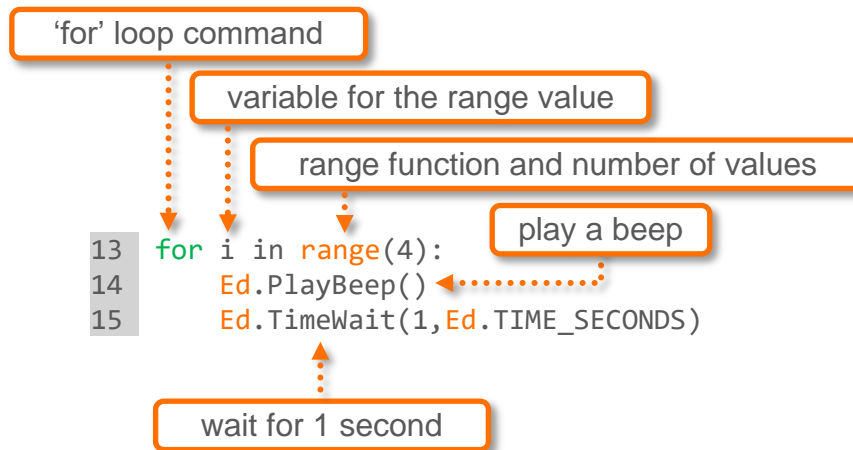 ‘for’ loop command
variable for the range value
range function and number of values
play a beep
13 for i in range(4):
14 Ed.PlayBeep()
15 Ed.TimeWait(1,Ed.TIME_SECONDS)
wait for 1 second